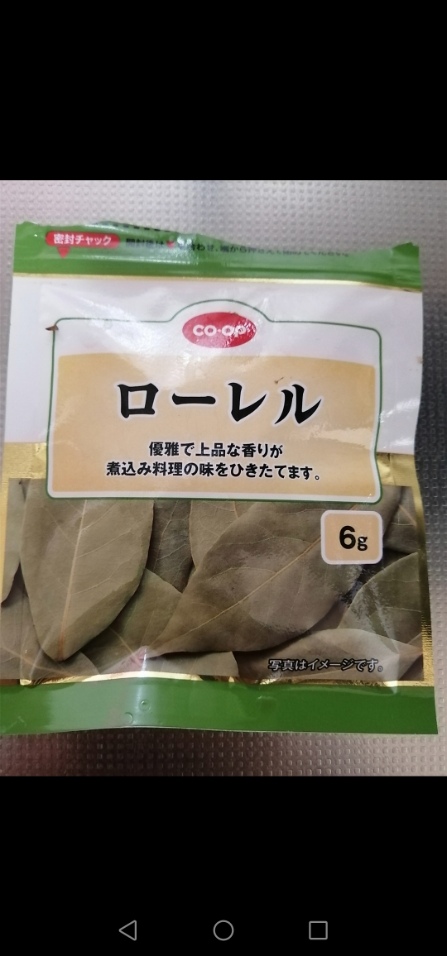 密封チャック
CO-OP
ローレル
優雅で上品な香りが
煮込み料理の味をひきたてます。
6g
写真はイメージです。